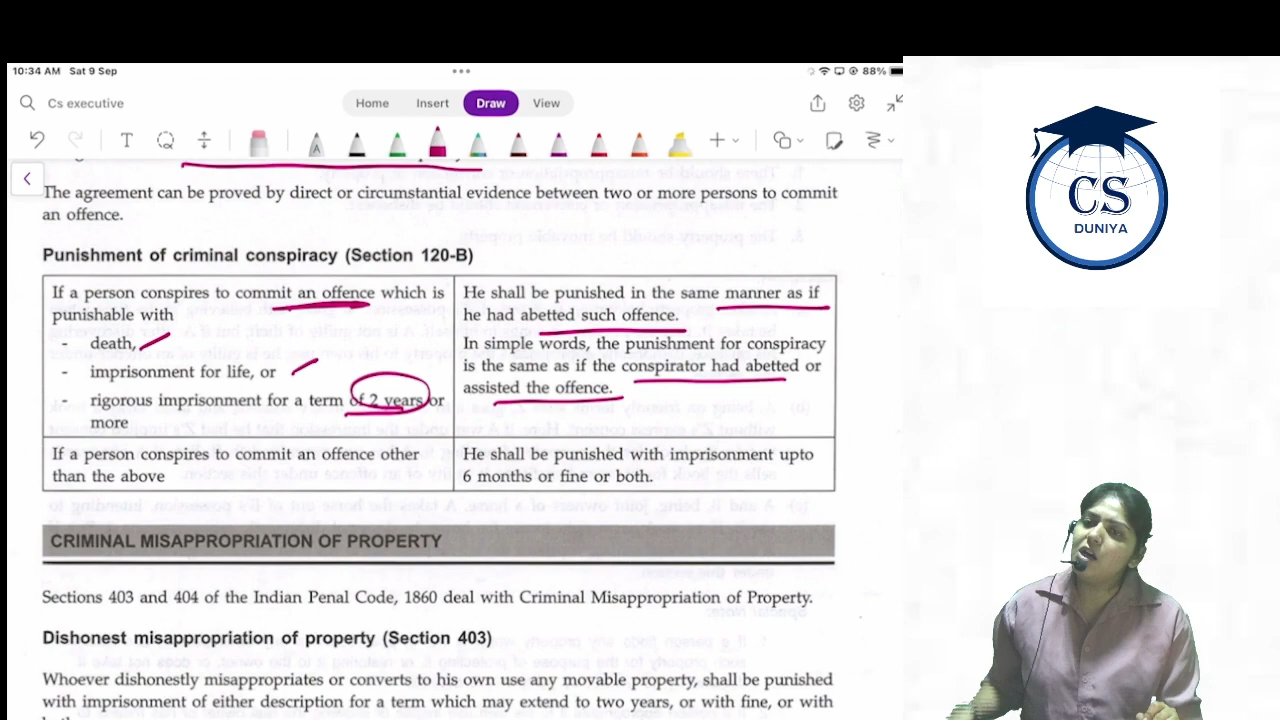 10:34 AM Sat 9 Sep
88%
Cs executive
Home Insert Draw View
The agreement can be proved by direct or circumstantial evidence between two or more persons to commit
an offence.
Punishment of criminal conspiracy (Section 120-B)
If a person conspires to commit an offence which is
punishable with
- death,
- imprisonment for life, or
- rigorous imprisonment for a term of 2 years or
more
He shall be punished in the same manner as if
he had abetted such offence.
In simple words, the punishment for conspiracy
is the same as if the conspirator had abetted or
assisted the offence.
If a person conspires to commit an offence other
than the above
He shall be punished with imprisonment upto
6 months or fine or both.
CRIMINAL MISAPPROPRIATION OF PROPERTY
Sections 403 and 404 of the Indian Penal Code, 1860 deal with Criminal Misappropriation of Property.
Dishonest misappropriation of property (Section 403)
Whoever dishonestly misappropriates or converts to his own use any movable property, shall be punished
with imprisonment of either description for a term which may extend to two years, or with fine, or with
CS
DUNIYA